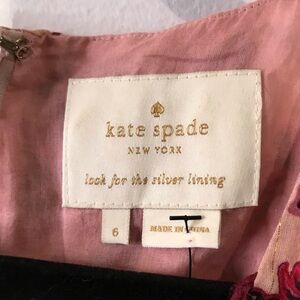 kate spade
NEW YORK
look for the silver lining
6
MADE IN CHINA